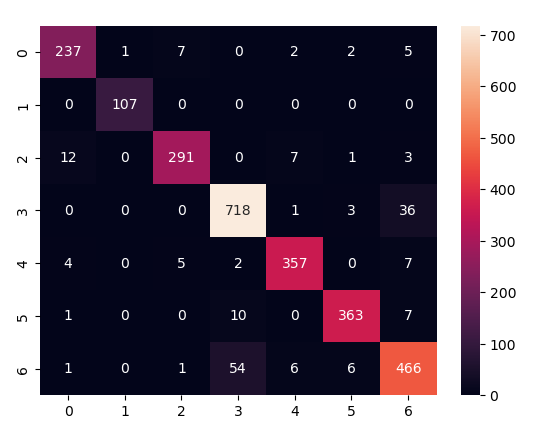 700
0 237 1 7 0 2 2 5
600
1 0 107 0 0 0 0 0
500
2 12 0 291 0 7 1 3
400
3 0 0 0 718 1 3 36
300
4 4 0 5 2 357 0 7
200
5 1 0 0 10 0 363 7
100
6 1 0 1 54 6 6 466
0
0 1 2 3 4 5 6